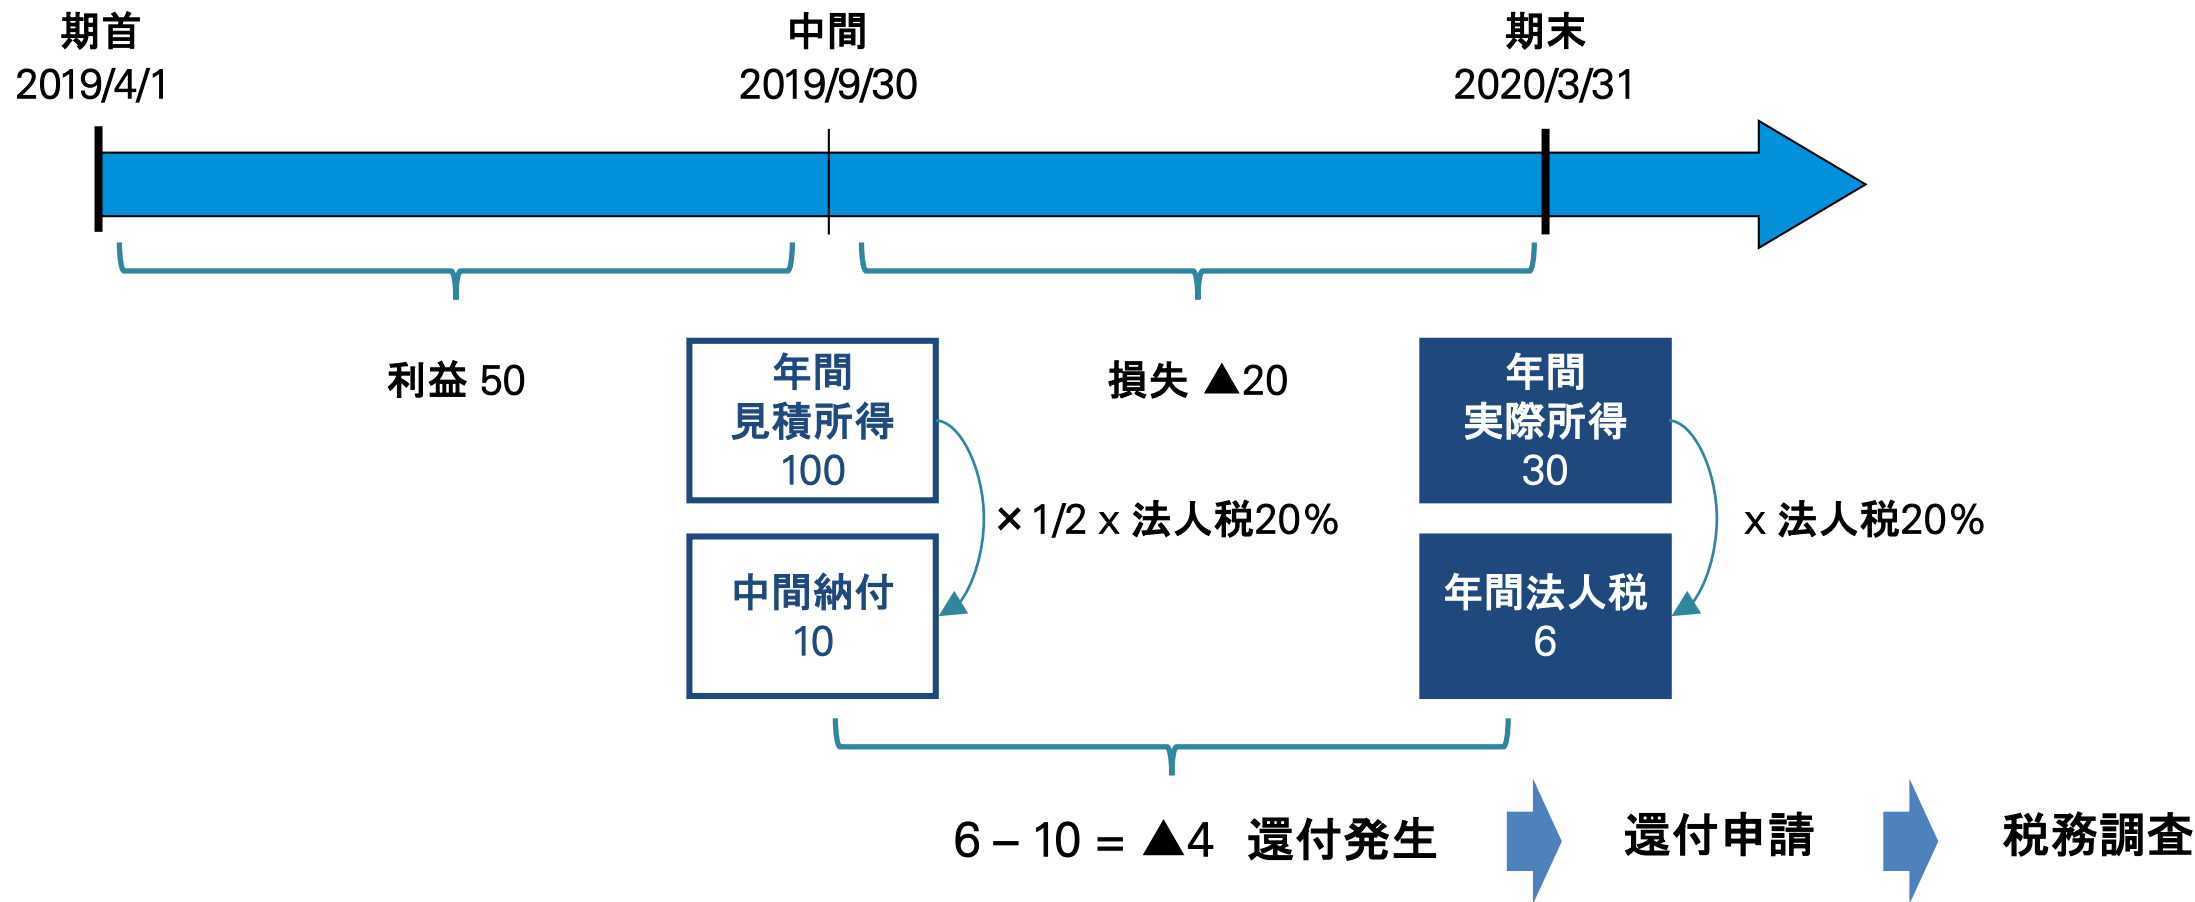 期首
2019/4/1
中間
2019/9/30
期末
2020/3/31
利益 50
年間
見積所得
100
損失 ▲20
年間
実際所得
30
× 1/2 x 法人税20%
x 法人税20%
中間納付
10
年間法人税
6
6 – 10 = ▲4 還付発生
還付申請
税務調査